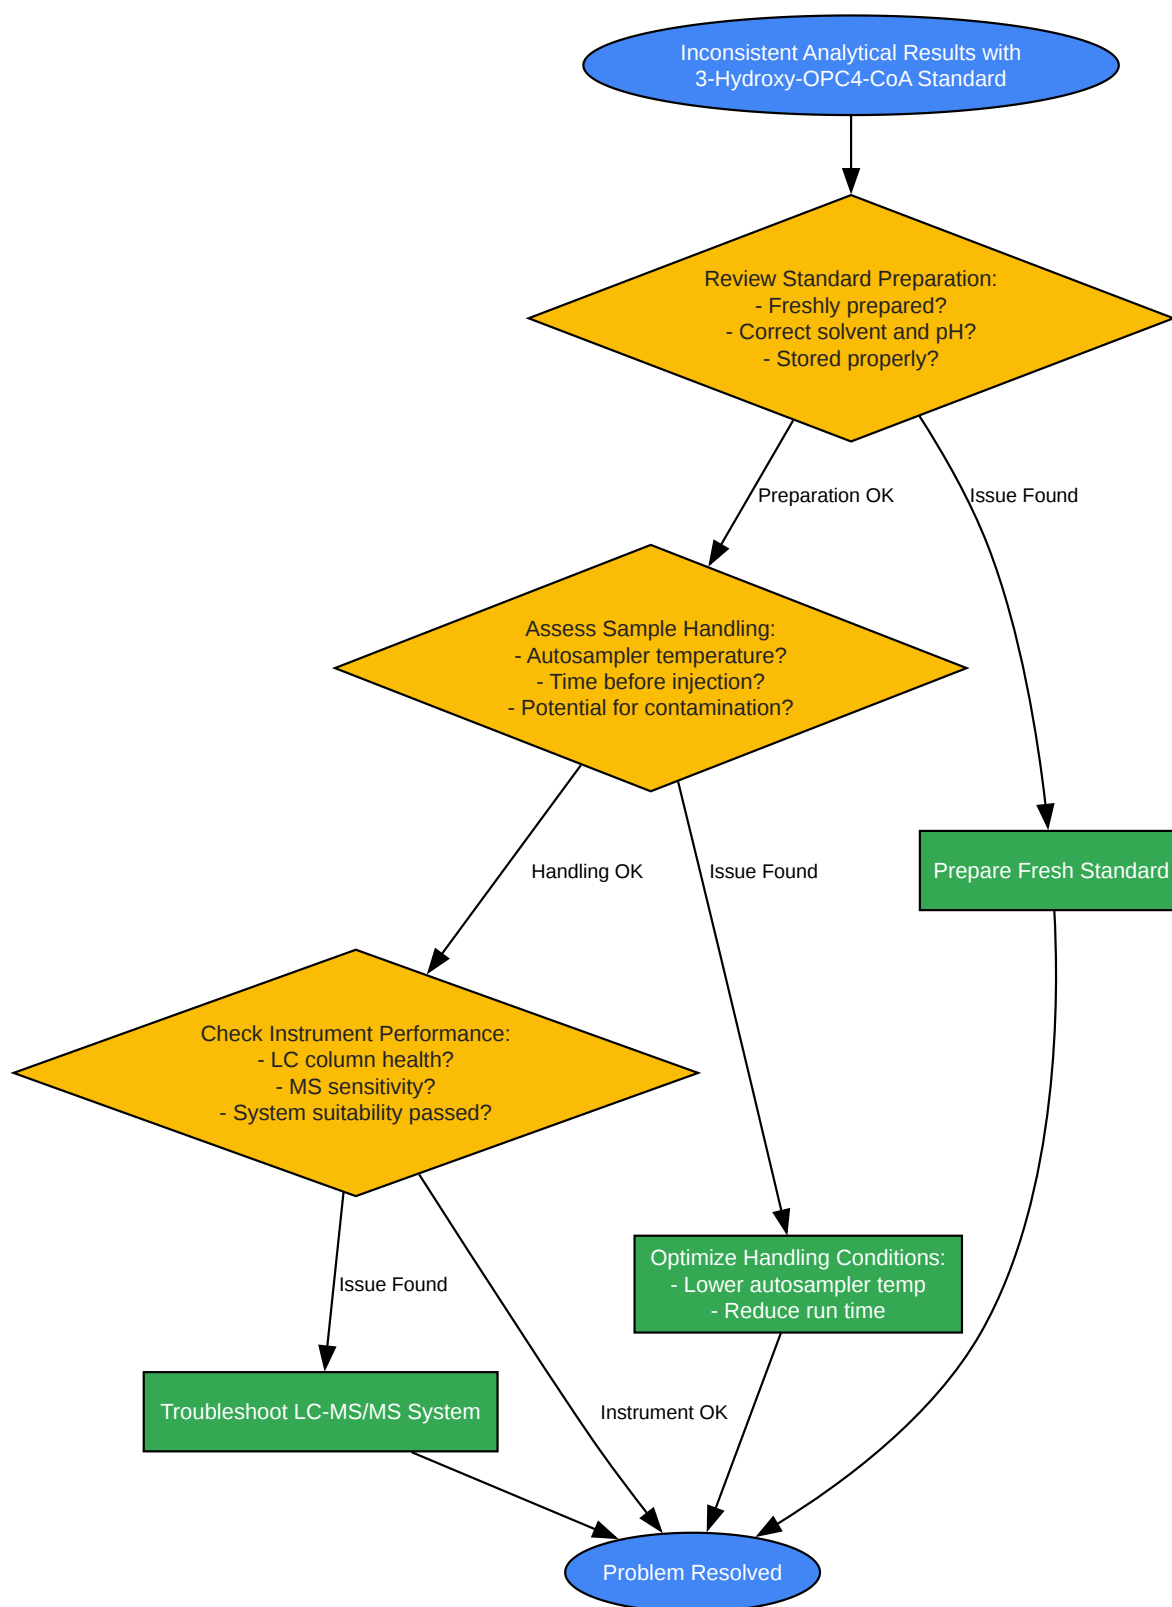 Inconsistent Analytical Results with
3-Hydroxy-OPC4-CoA Standard
Review Standard Preparation:
- Freshly prepared?
- Correct solvent and pH?
- Stored properly?
Preparation OK
Issue Found
Assess Sample Handling:
- Autosampler temperature?
- Time before injection?
- Potential for contamination?
Handling OK
Issue Found
Prepare Fresh Standard
Check Instrument Performance:
- LC column health?
- MS sensitivity?
- System suitability passed?
Issue Found
Optimize Handling Conditions:
- Lower autosampler temp
- Reduce run time
Troubleshoot LC-MS/MS System
Instrument OK
Problem Resolved